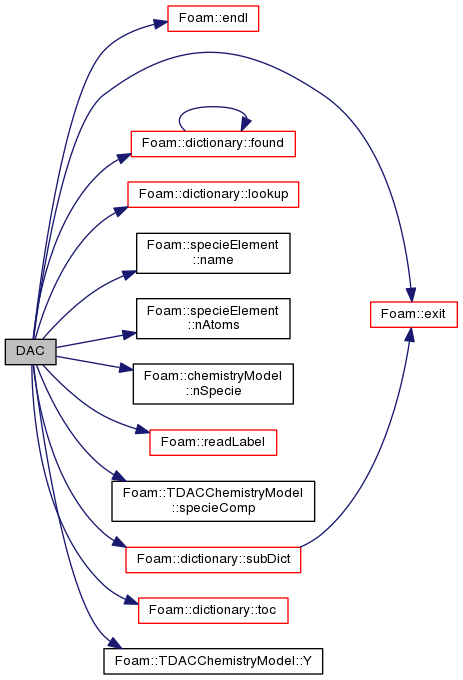 Foam::endl
Foam::dictionary::found
Foam::dictionary::lookup
Foam::specieElement
::name
Foam::specieElement
::nAtoms
Foam::exit
DAC
Foam::chemistryModel
::nSpecie
Foam::readLabel
Foam::TDACChemistryModel
::specieComp
Foam::dictionary::subDict
Foam::dictionary::toc
Foam::TDACChemistryModel::Y